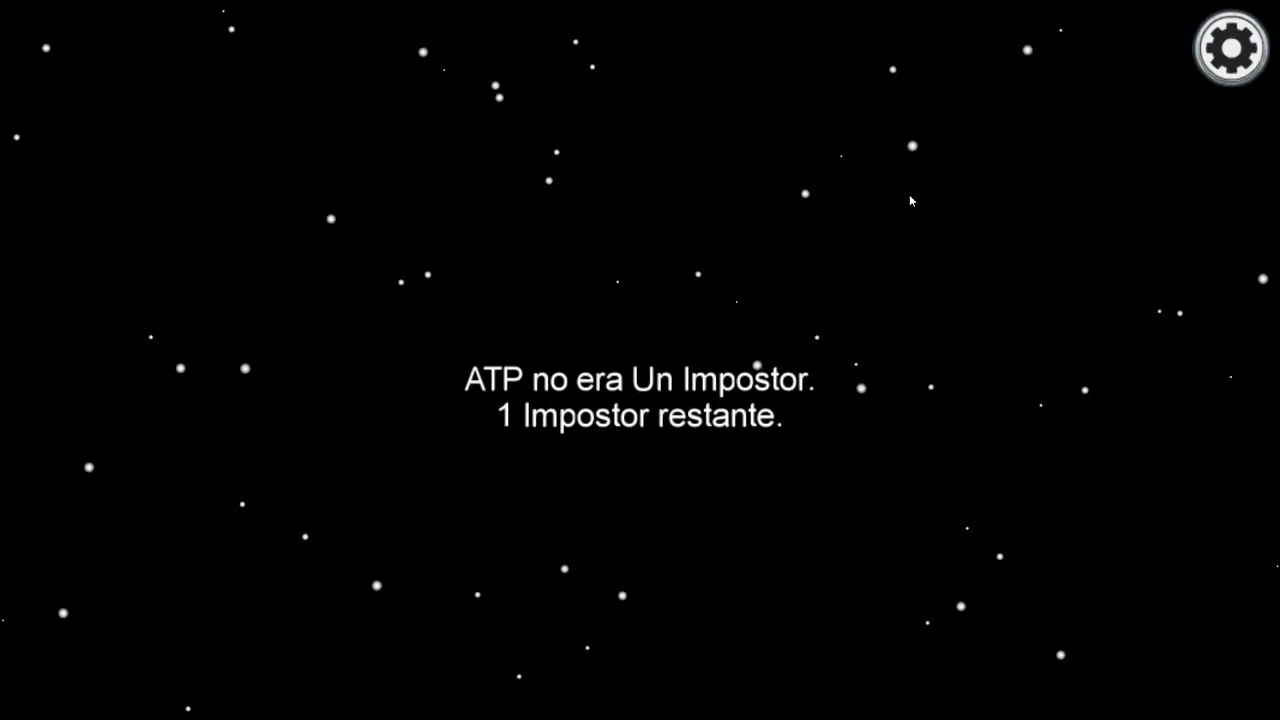 ATP no era Un Impostor.
1 Impostor restante.